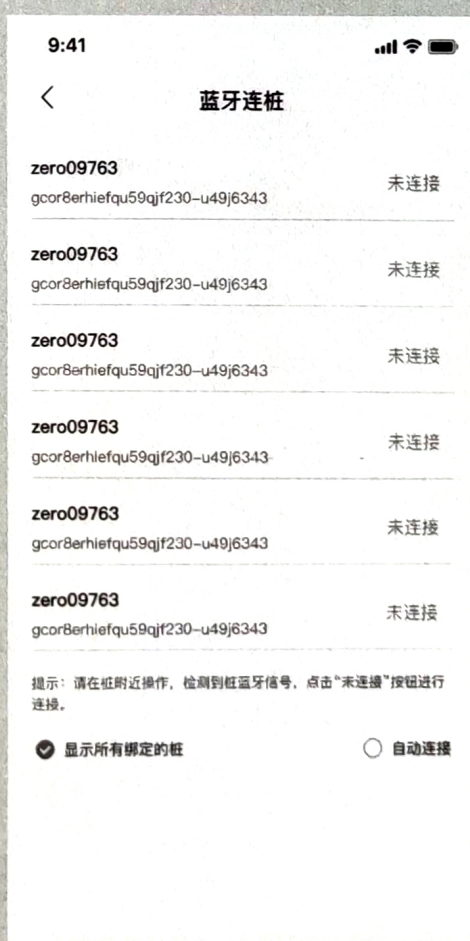 9:41
蓝牙连桩
zero09763
gcor8erhiefqu59qjf230-u49j6343
未连接
zero09763
gcor8erhiefqu59qjf230-u49j6343
未连接
zero09763
gcor8erhiefqu59qjf230-u49j6343
未连接
zero09763
gcor8erhiefqu59qjf230-u49j6343
未连接
zero09763
gcor8erhiefqu59qjf230-u49j6343
未连接
zero09763
gcor8erhiefqu59qjf230-u49j6343
未连接
提示：请在桩附近操作，检测到桩蓝牙信号，点击“未连接”按钮进行
连接。
显示所有绑定的桩
自动连接